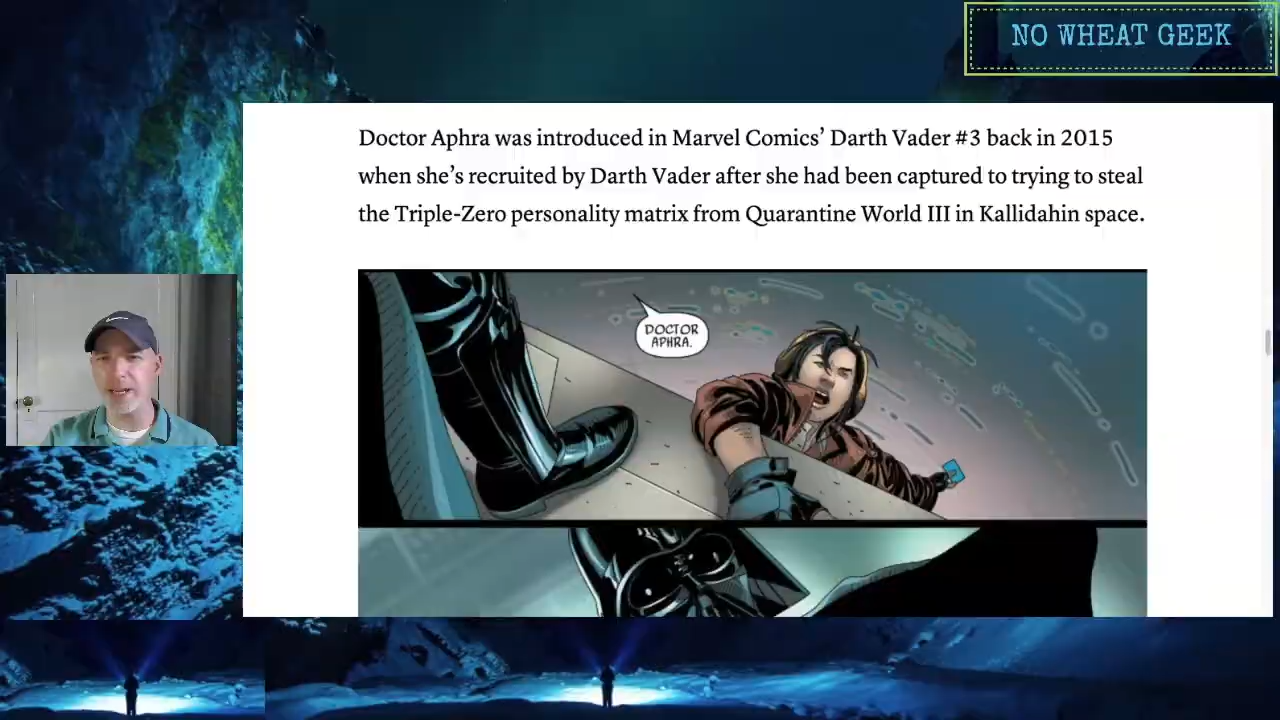 NO WHEAT GEEK
Doctor Aphra was introduced in Marvel Comics’ Darth Vader #3 back in 2015
when she’s recruited by Darth Vader after she had been captured to trying to steal
the Triple-Zero personality matrix from Quarantine World III in Kallidahin space.
DOCTOR
APHRA.